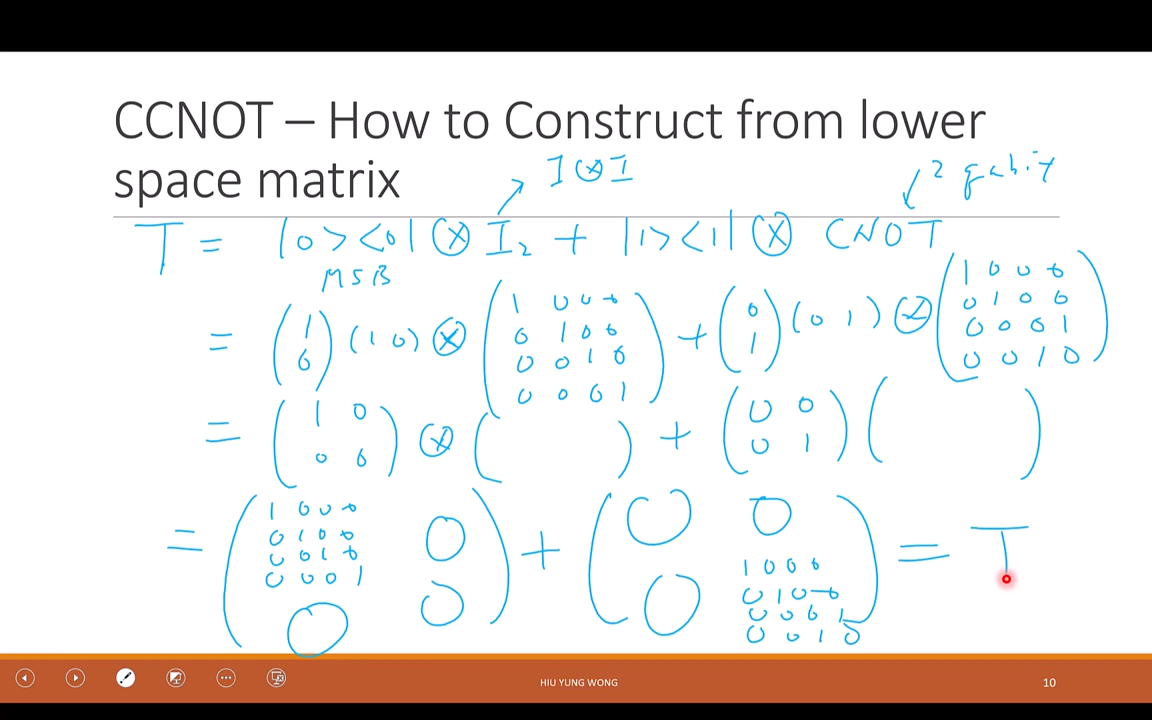 CCNOT – How to Construct from lower
space matrix
I ⊗ I
2 qubit
T = |0><0| ⊗ I₂ + |1><1| ⊗ CNOT
MSB
= (1 0) (1 0) ⊗ (1 0 0 0 + (0 1) (0 1) ⊗ (1 0 0 0
0 1 0 0 0 1 0 0
0 0 1 0 0 0 0 1
0 0 0 1) 0 0 1 0)
= (1 0 ⊗ ( ) + (0 0 ( )
0 0) 0 1)
= (1 0 0 0 0 + (0 0 = T
0 1 0 0 1 0 0 0
0 0 1 0 0 1 0 0
0 0 0 1 0 0 0 1
0 0) 0 0 0 1 0)
HIU YUNG WONG
10